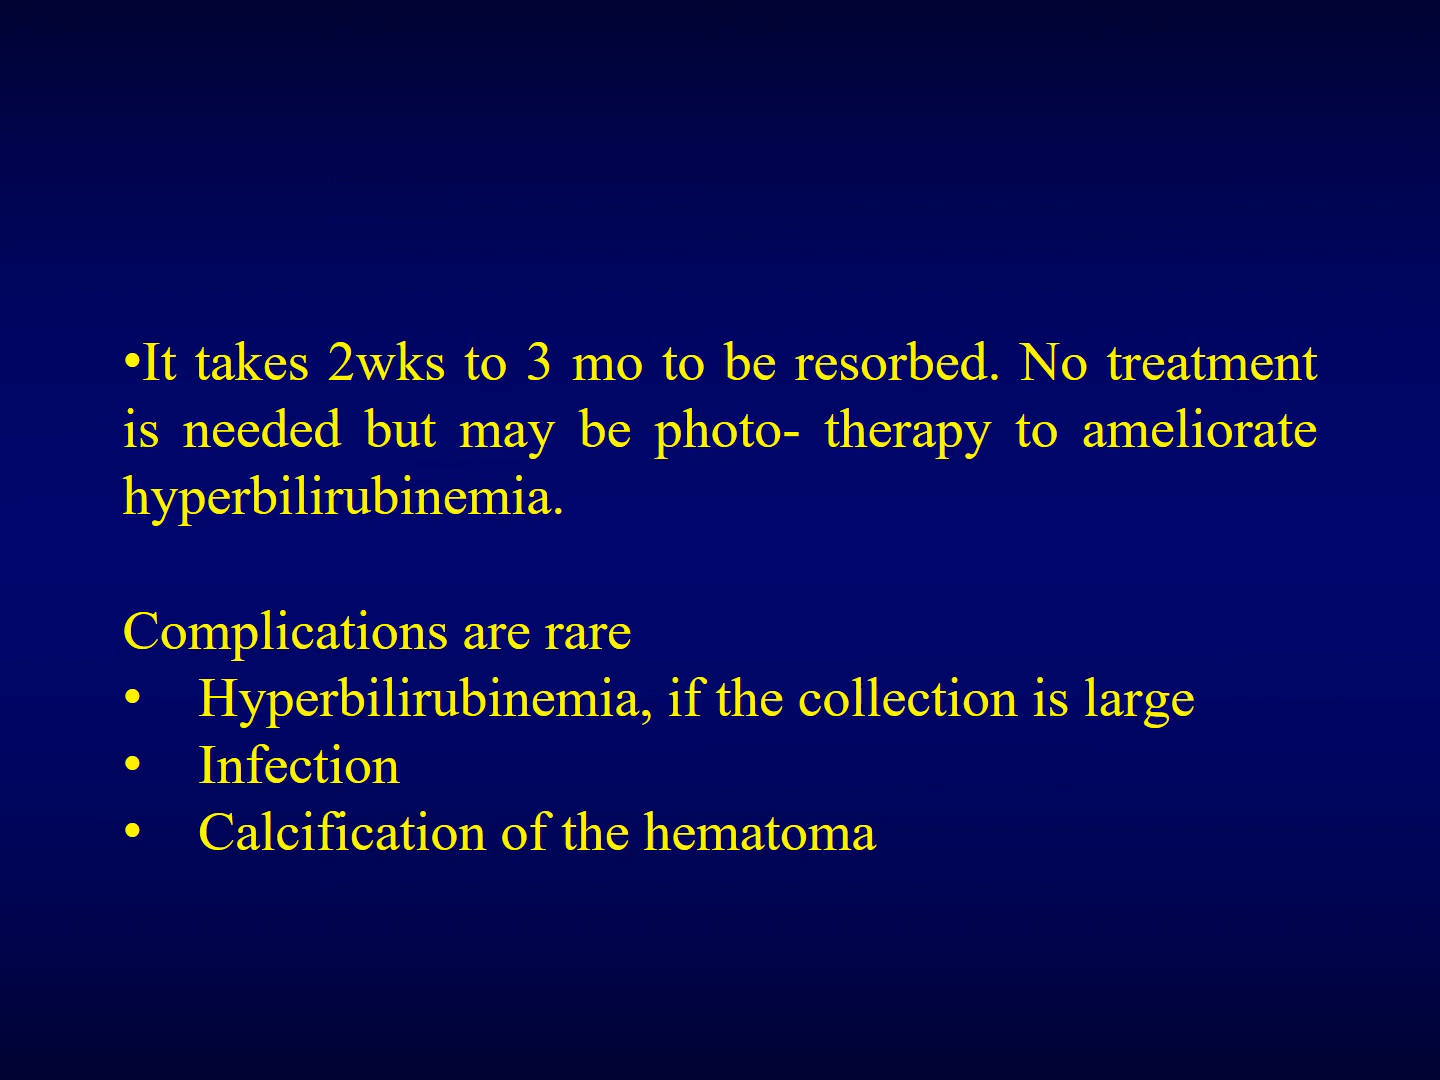 •It takes 2wks to 3 mo to be resorbed. No treatment
is needed but may be photo- therapy to ameliorate
hyperbilirubinemia.
Complications are rare
• Hyperbilirubinemia, if the collection is large
• Infection
• Calcification of the hematoma